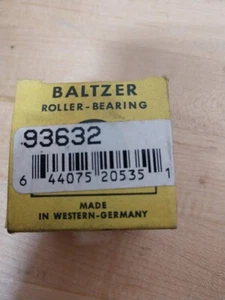 BALTZER
ROLLER-BEARING
93632
6 44075 20535 1
MADE
IN WESTERN-GERMANY